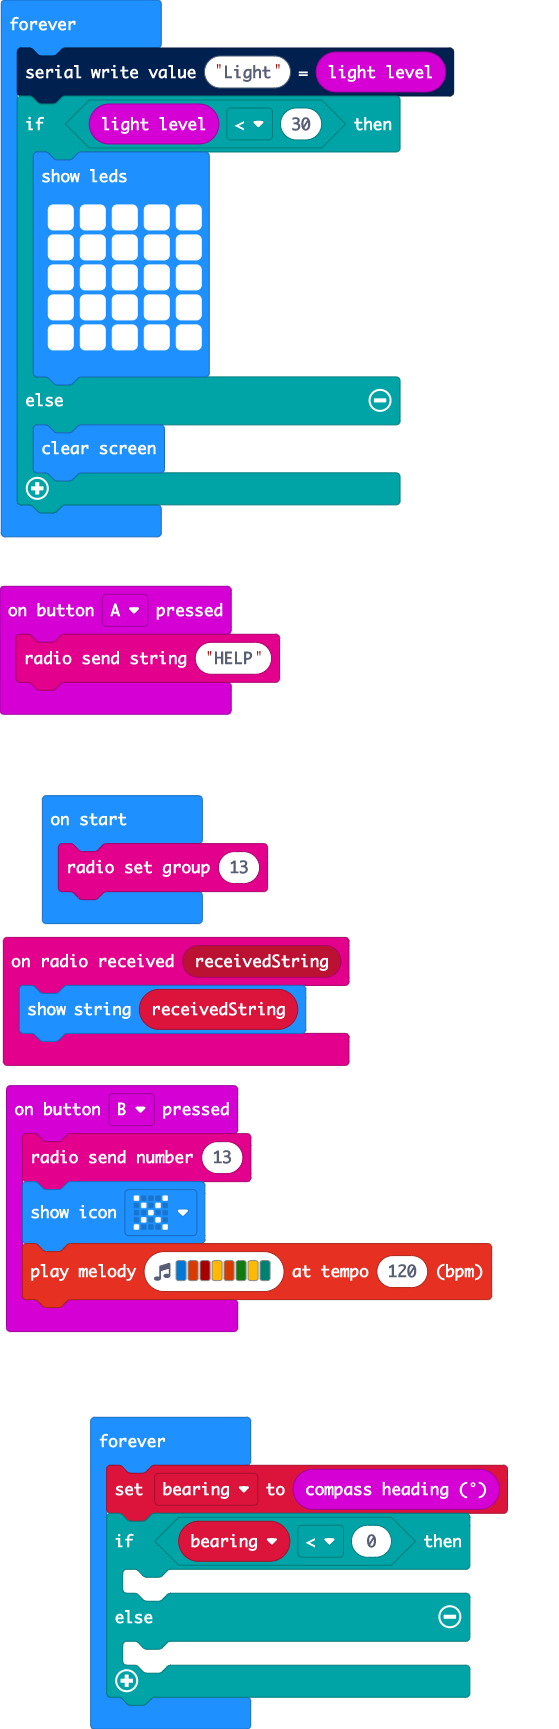 forever
serial write value "Light" = light level
if light level < 30 then
show leds
else
clear screen
on button A pressed
radio send string "HELP"
on start
radio set group 13
on radio received receivedString
show string receivedString
on button B pressed
radio send number 13
show icon
play melody at tempo 120 (bpm)
forever
set bearing to compass heading (°)
if bearing < 0 then
else